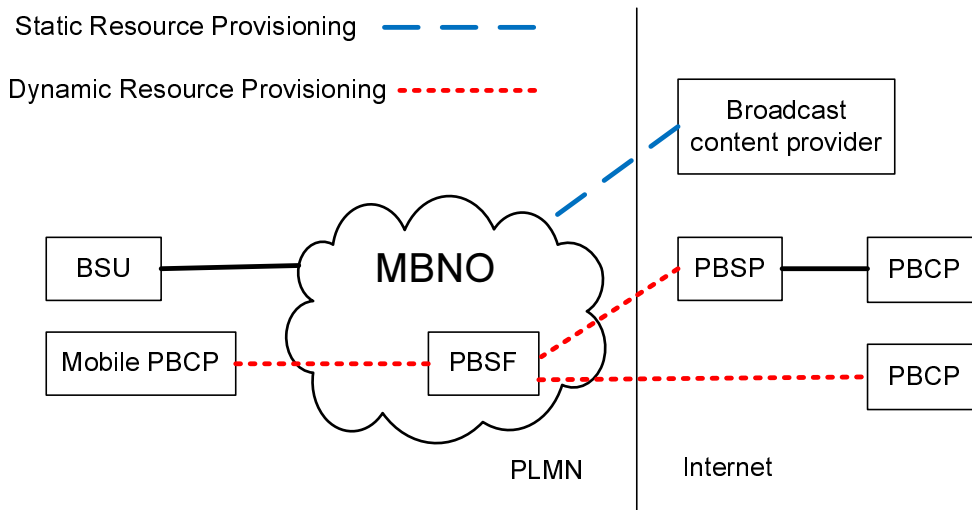 Static Resource Provisioning
Dynamic Resource Provisioning
Broadcast
content provider
BSU
MBNO
PBSP
PBCP
Mobile PBCP
PBSF
PBCP
PLMN
Internet